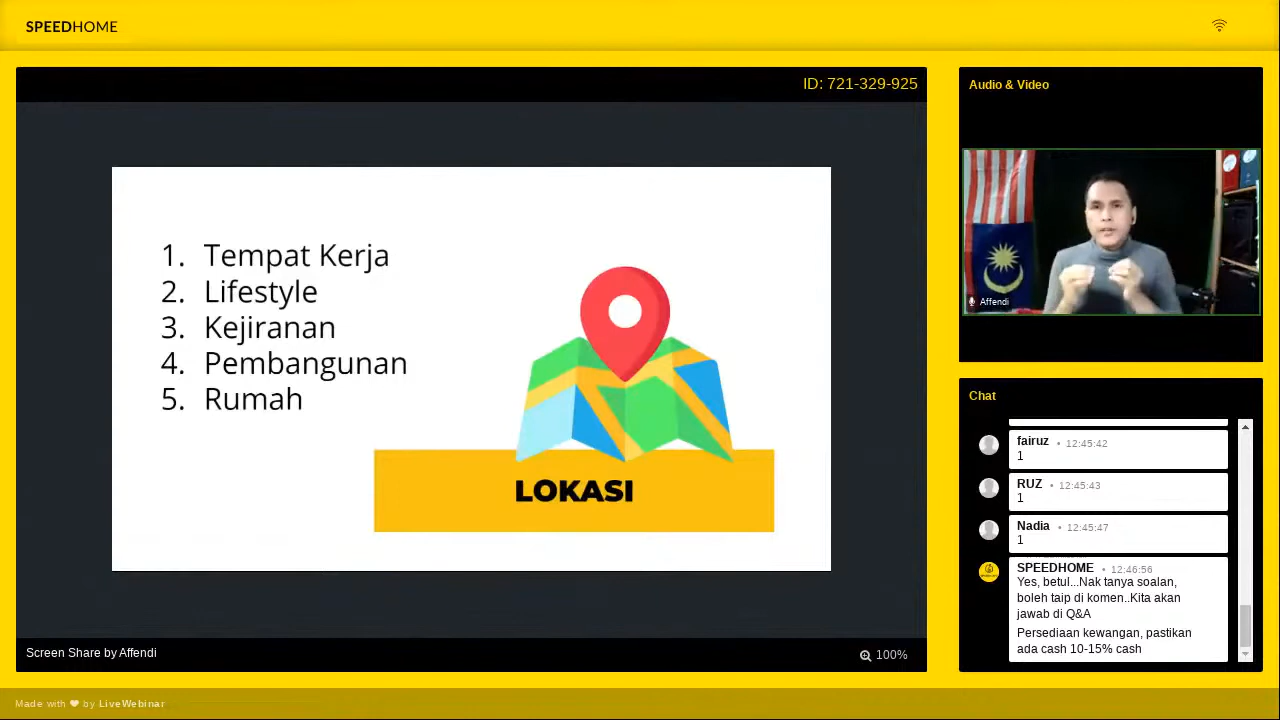 SPEEDHOME
ID: 721-329-925
1. Tempat Kerja
2. Lifestyle
3. Kejiranan
4. Pembangunan
5. Rumah
LOKASI
Screen Share by Affendi
100%
Audio & Video
Affendi
Chat
fairuz • 12:45:42
1
RUZ • 12:45:43
1
Nadia • 12:45:47
1
SPEEDHOME • 12:46:56
Yes, betul...Nak tanya soalan,
boleh taip di komen..Kita akan
jawab di Q&A
Persediaan kewangan, pastikan
ada cash 10-15% cash
Made with ❤ by LiveWebinar